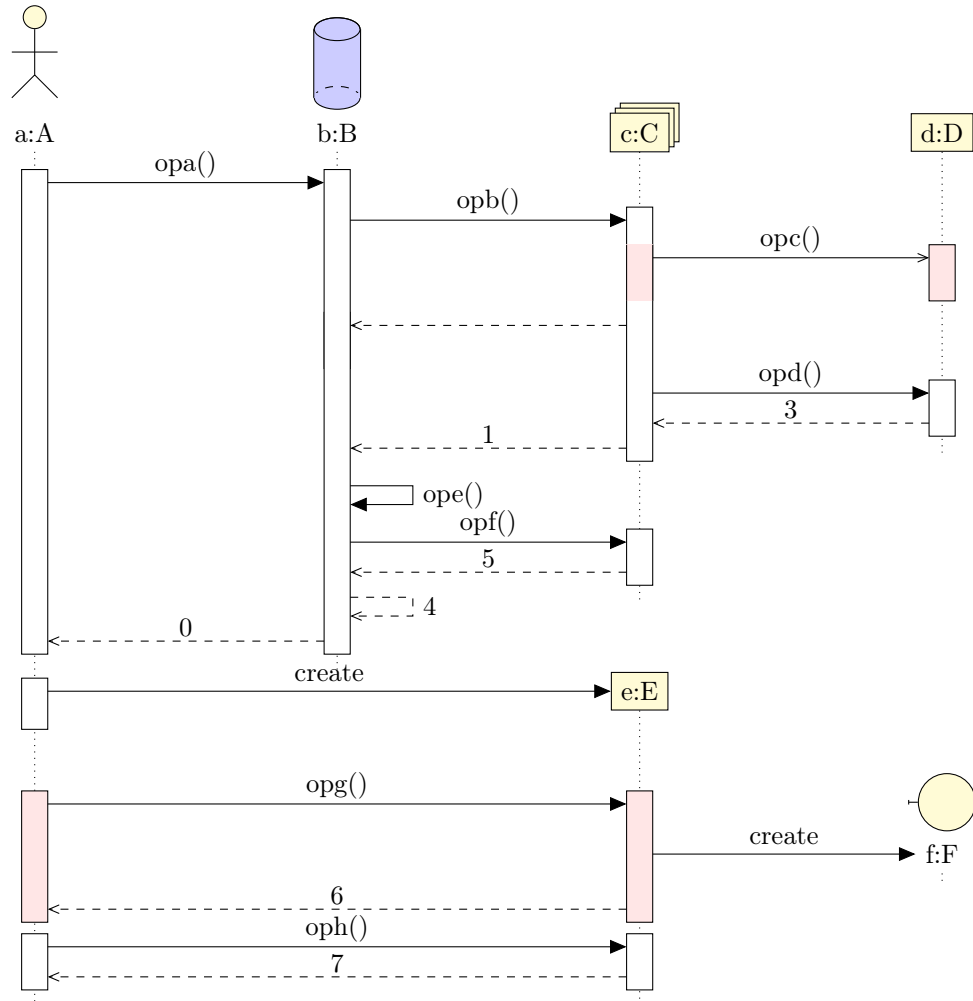 a:A
b:B
c:C
d:D
opa()
opb()
opc()
opd()
3
1
ope()
opf()
5
4
0
create
e:E
opg()
create
f:F
6
oph()
7